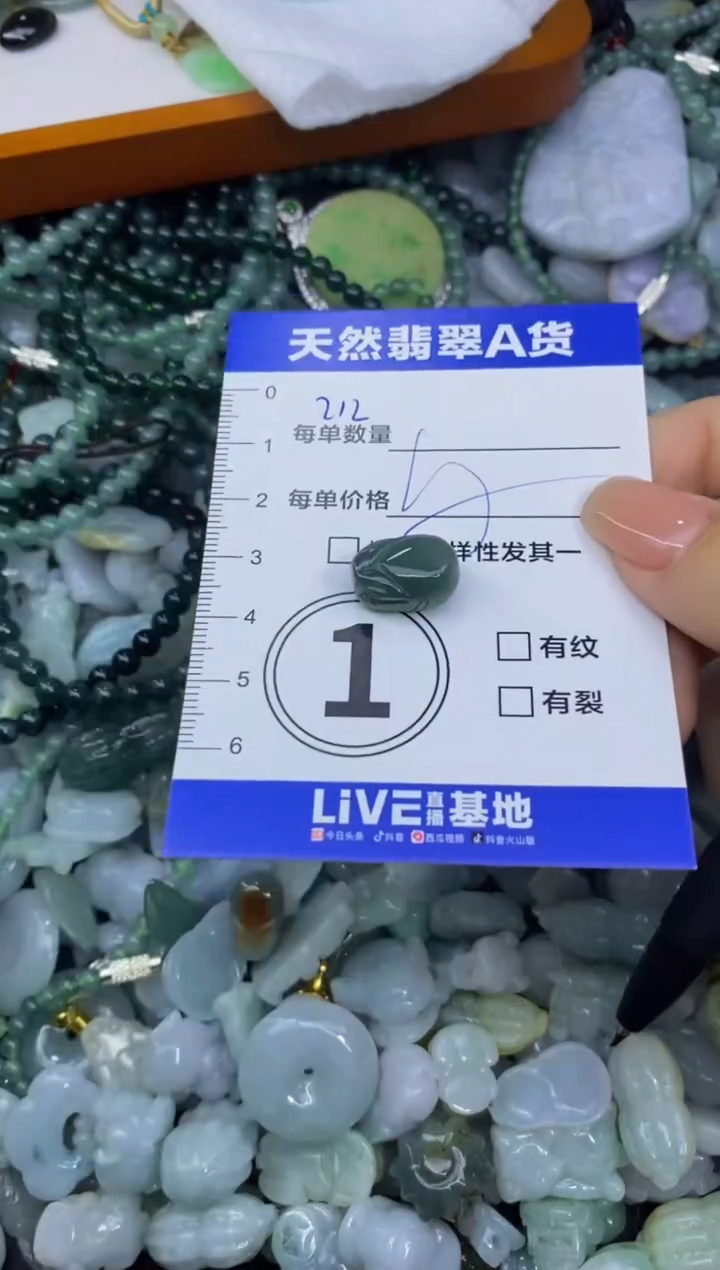 天然翡翠A货
0
212
每单数量
1
每单价格
2
3
样性发其一
4
1
有纹
5
有裂
6
LiVE直播基地
今日头条 抖音 西瓜视频 抖音火山版